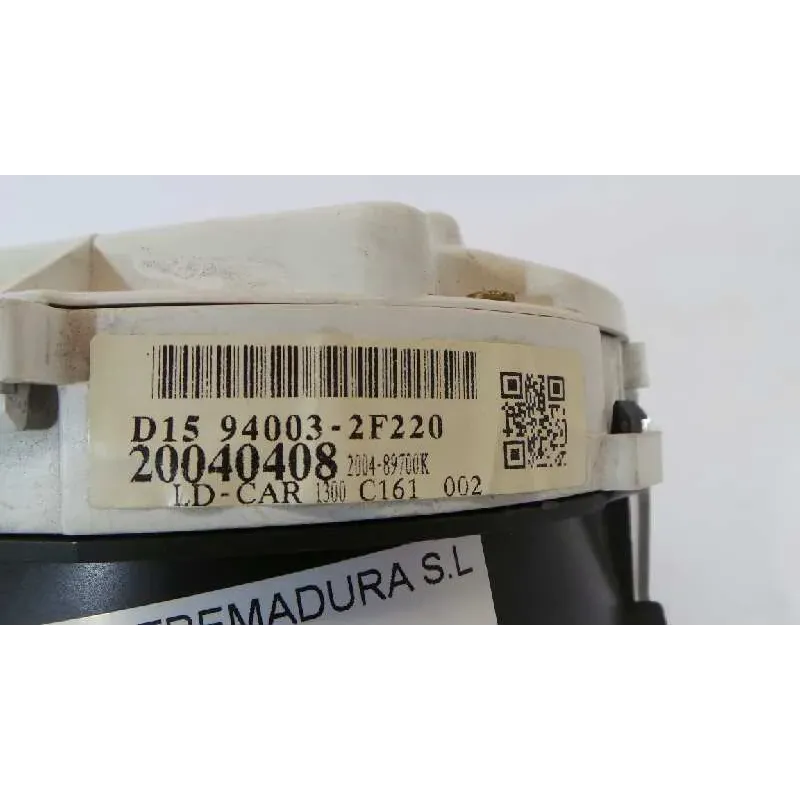 D15 94003-2F220
20040408 2004-89700K
LD-CAR 1300 C161 002
TREMADURA S.L